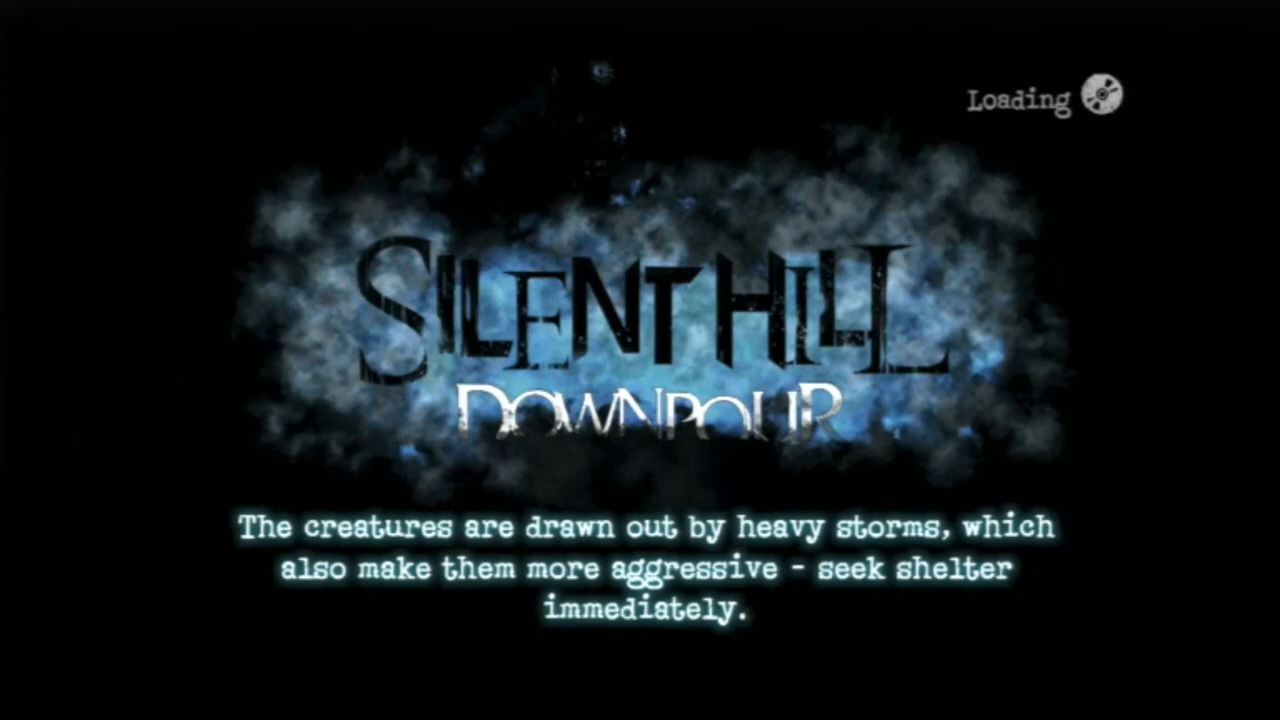 Loading
SILENT HILL
DOWNPOUR
The creatures are drawn out by heavy storms, which
also make them more aggressive - seek shelter
immediately.